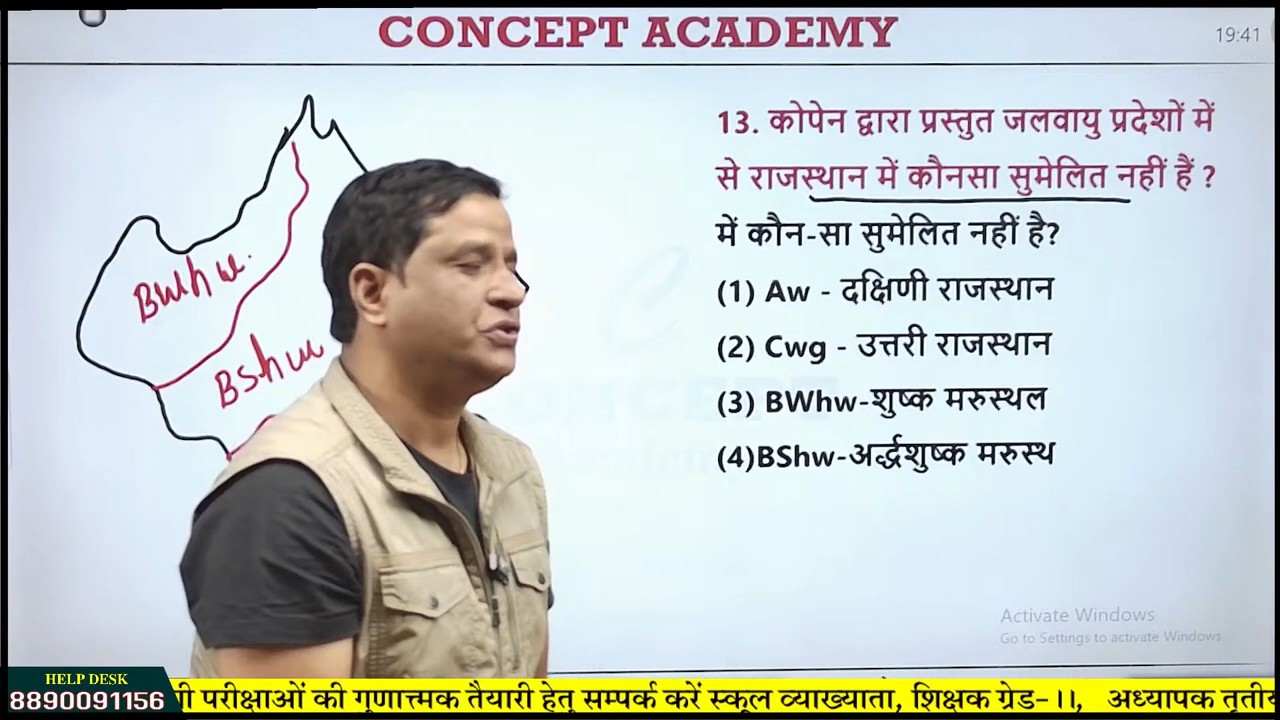 CONCEPT ACADEMY
19:41
13. कोपेन द्वारा प्रस्तुत जलवायु प्रदेशों में
से राजस्थान में कौनसा सुमेलित नहीं हैं ?
में कौन-सा सुमेलित नहीं है?
(1) Aw - दक्षिणी राजस्थान
(2) Cwg - उत्तरी राजस्थान
(3) BWhw-शुष्क मरुस्थल
(4)BShw-अर्द्धशुष्क मरुस्थ
Bwhw.
Bshw
Activate Windows
Go to Settings to activate Windows
HELP DESK
8890091156
परीक्षाओं की गुणात्त्मक तैयारी हेतु सम्पर्क करें स्कूल व्याख्याता, शिक्षक ग्रेड-।।, अध्यापक तृतीय